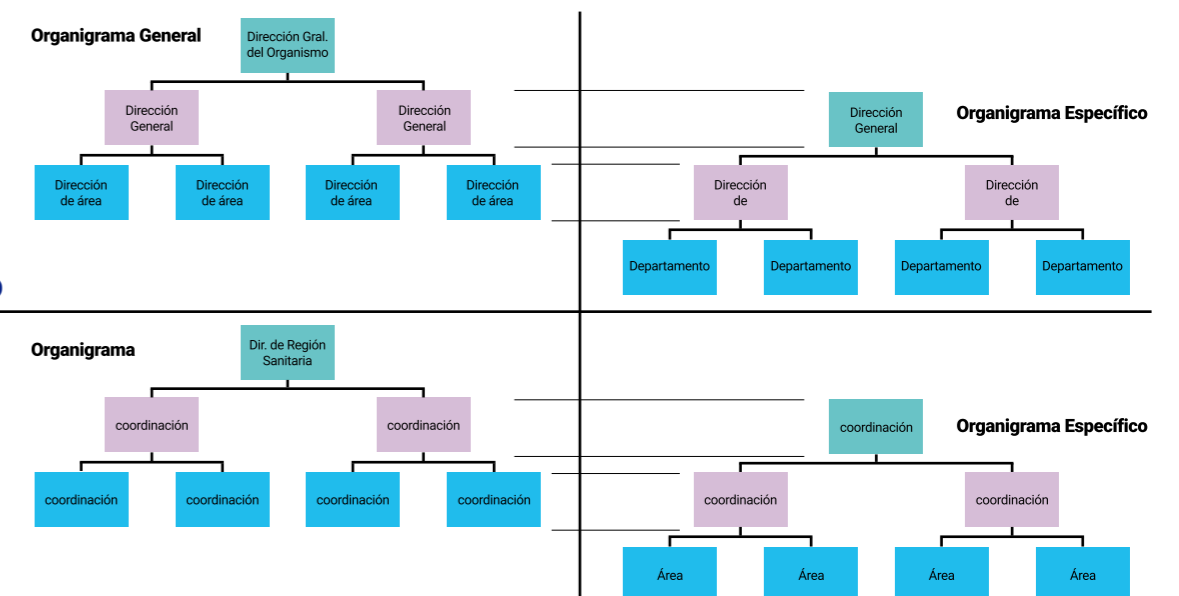 Organigrama General
Dirección Gral.
del Organismo
Dirección
General
Dirección
General
Dirección
de área
Dirección
de área
Dirección
de área
Dirección
de área
Organigrama Específico
Dirección
General
Dirección
de
Dirección
de
Departamento
Departamento
Departamento
Departamento
Organigrama
Dir. de Región
Sanitaria
coordinación
coordinación
coordinación
coordinación
coordinación
coordinación
Organigrama Específico
coordinación
coordinación
coordinación
Área
Área
Área
Área